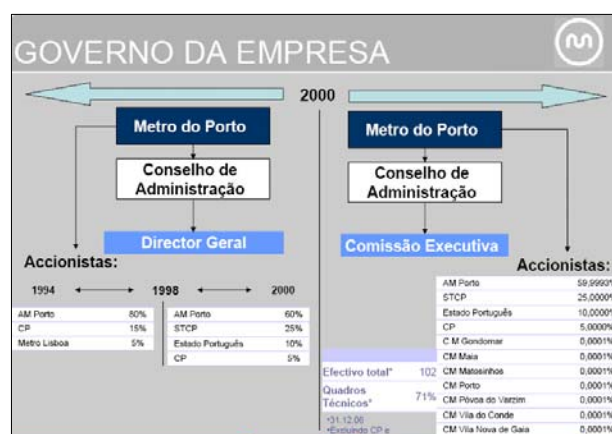 GOVERNO DA EMPRESA
2000
Metro do Porto
Conselho de
Administração
Director Geral
Accionistas:
1994
1998
2000
AM Porto 80%
CP 15%
Metro Lisboa 5%
AM Porto 60%
STCP 25%
Estado Português 10%
CP 5%
Metro do Porto
Conselho de
Administração
Comissão Executiva
Accionistas:
AM Porto 59,9993%
STCP 25,0000%
Estado Português 10,0000%
CP 5,0000%
C M Gondomar 0,0001%
CM Maia 0,0001%
CM Matosinhos 0,0001%
CM Porto 0,0001%
CM Póvoa do Varzim 0,0001%
CM Vila do Conde 0,0001%
CM Vila Nova de Gaia 0,0001%
Efectivo total* 102
Quadros
Técnicos* 71%
•31.12.06
•Excluindo CP e